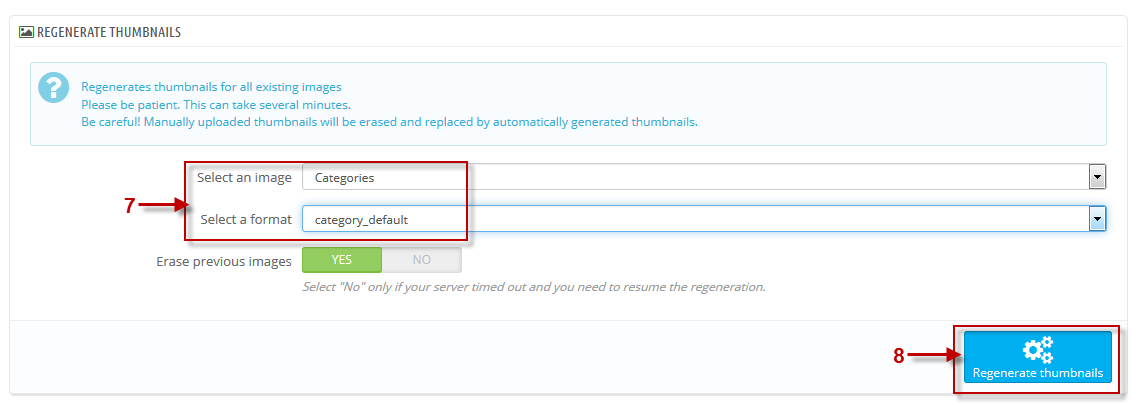 REGENERATE THUMBNAILS
?
Regenerates thumbnails for all existing images
Please be patient. This can take several minutes.
Be careful! Manually uploaded thumbnails will be erased and replaced by automatically generated thumbnails.
Select an image Categories
7
Select a format category_default
Erase previous images YES NO
Select "No" only if your server timed out and you need to resume the regeneration.
8
Regenerate thumbnails